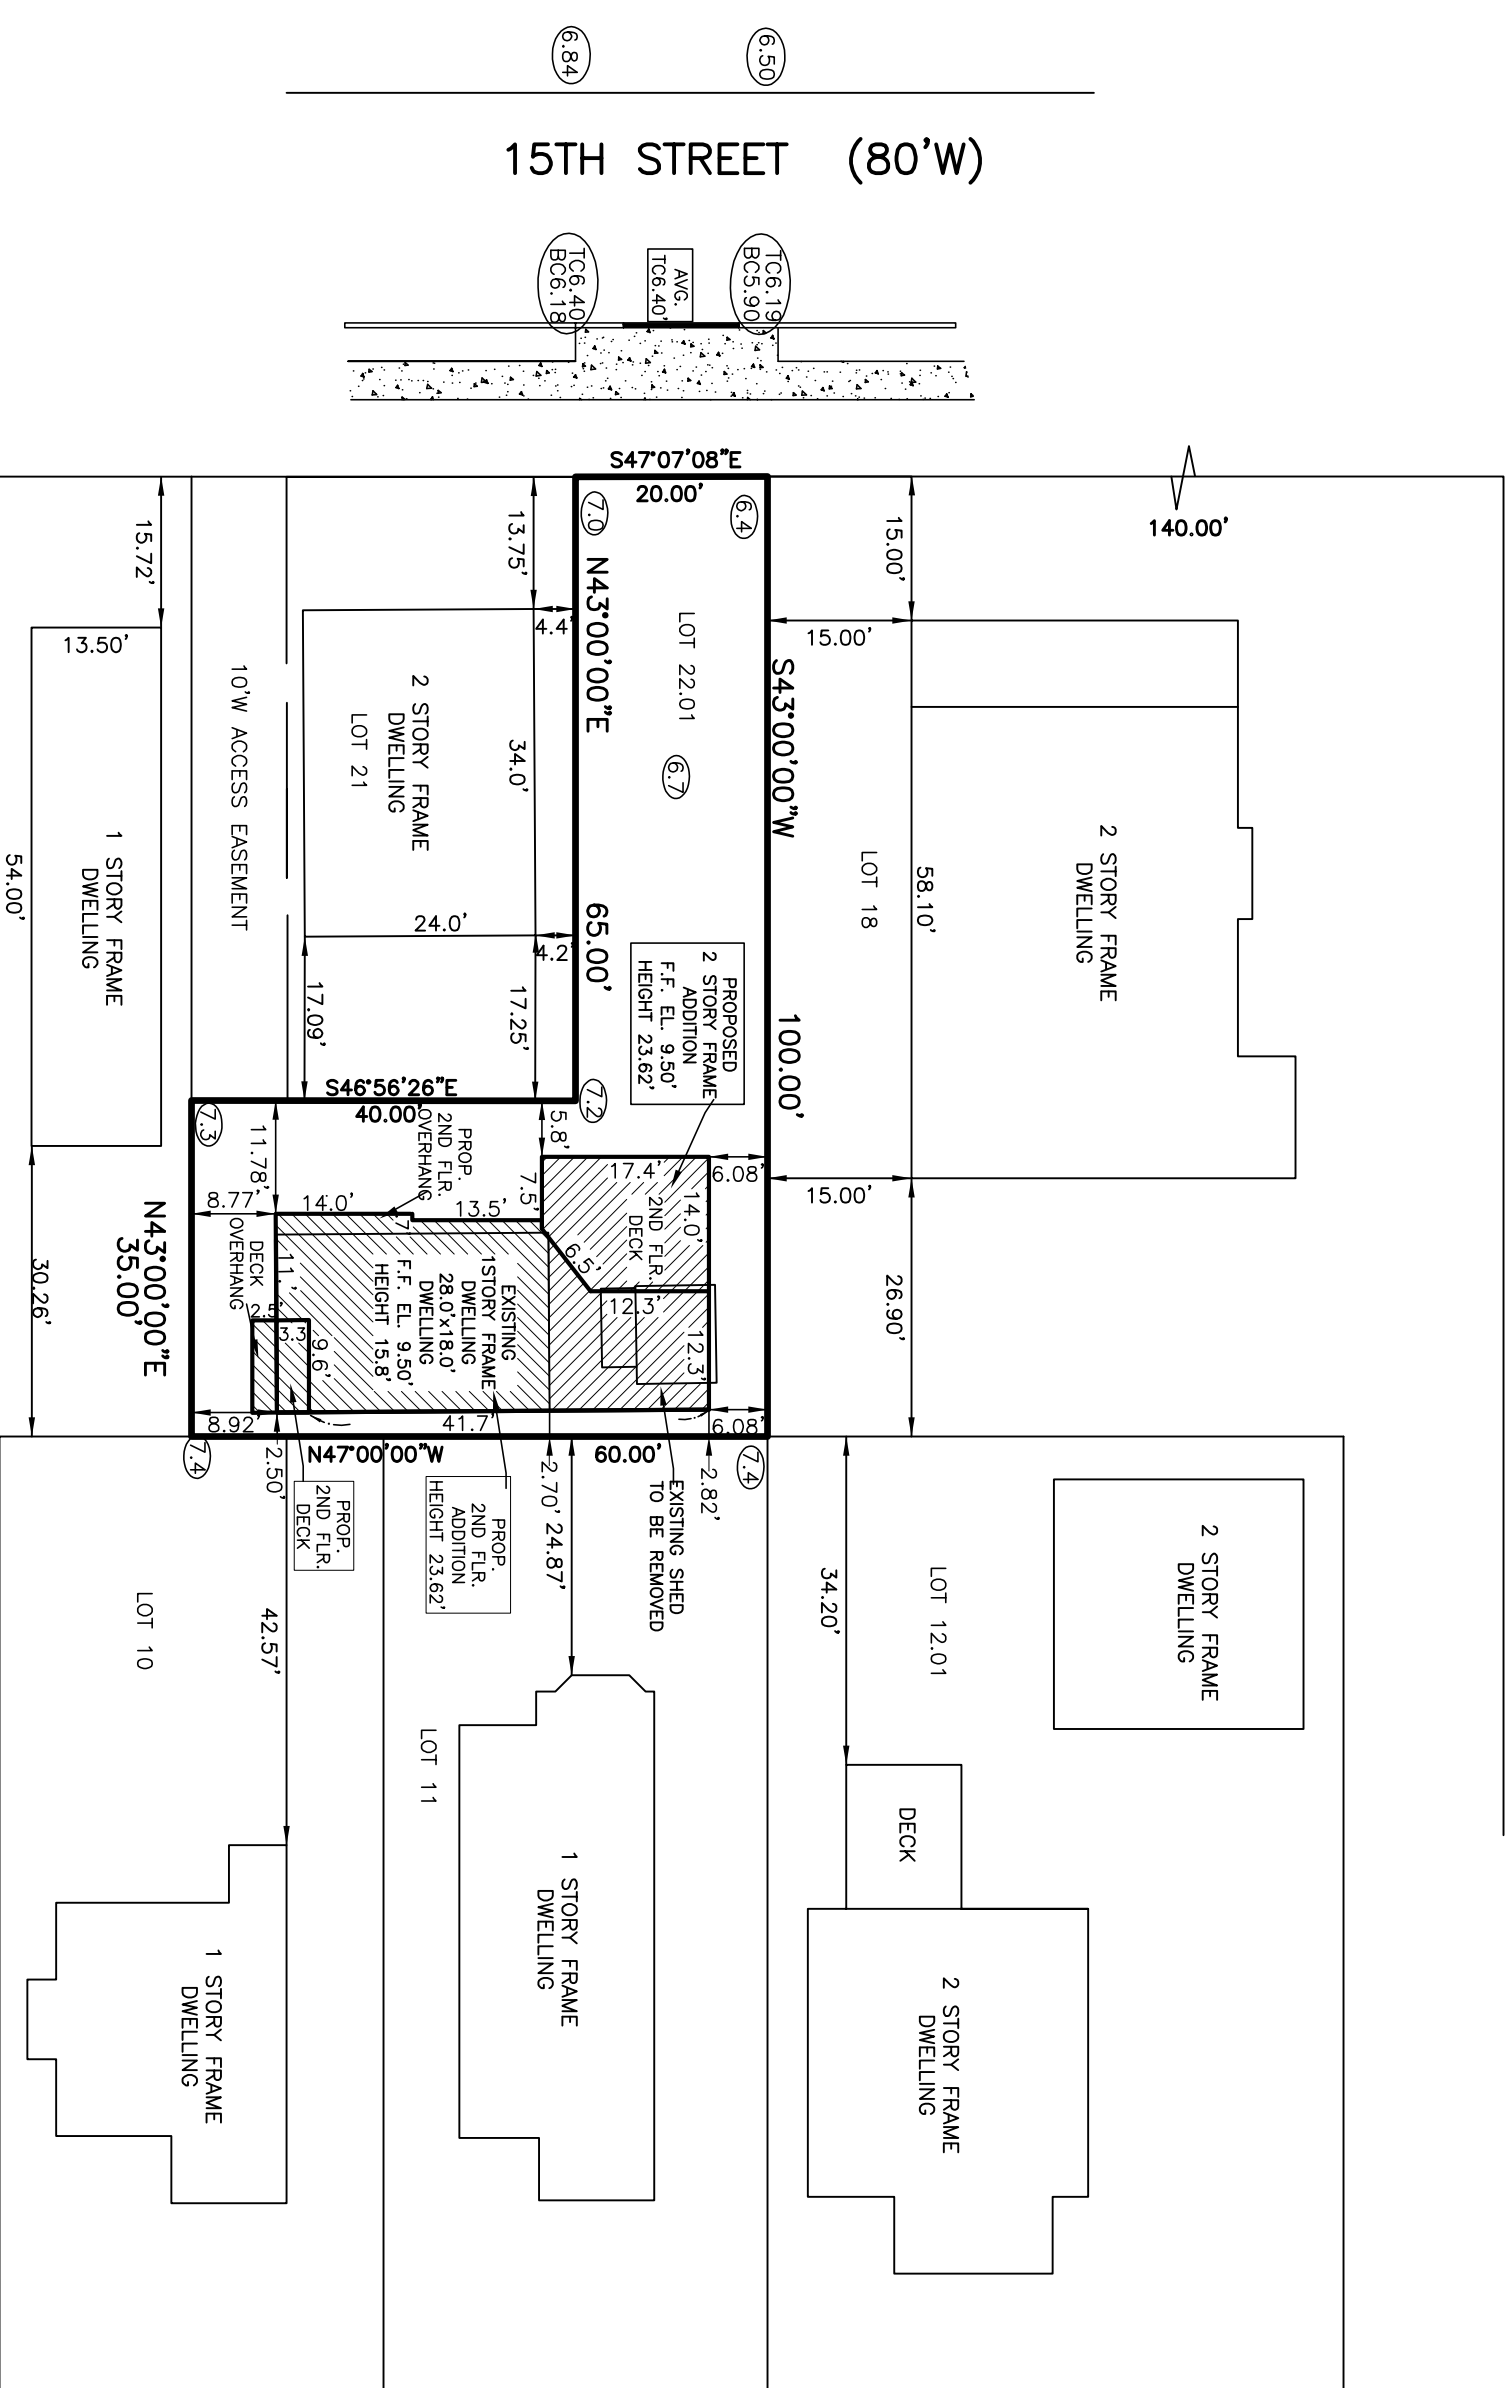 6.84
6.50
15TH STREET (80'W)
TC6.40
BC6.18
AVG.
TC6.40'
TC6.19
BC5.90
S47°07'08"E
20.00'
140.00'
7.0
6.4
15.72'
13.75'
15.00'
13.50'
4.4'
15.00'
N43°00'00"E
65.00'
S43°00'00"W
100.00'
LOT 22.01
6.7
10'W ACCESS EASEMENT
2 STORY FRAME
DWELLING
LOT 21
34.0'
24.0'
4.2'
17.09'
17.25'
1 STORY FRAME
DWELLING
54.00'
LOT 18
58.10'
2 STORY FRAME
DWELLING
PROPOSED
2 STORY FRAME
ADDITION
F.F. EL. 9.50'
HEIGHT 23.62'
S46°56'26"E
40.00'
7.3
7.2
11.78'
PROP.
2ND FLR.
OVERHANG
5.8'
17.4'
6.08'
15.00'
8.77'
14.0'
13.5'
7.5'
14.0'
2ND FLR.
DECK
6.5'
DECK
OVERHANG
11.'
EXISTING
1STORY FRAME
DWELLING
28.0'x18.0'
DWELLING
F.F. EL. 9.50'
HEIGHT 15.8'
12.3'
12.3'
2.5'
3.3
9.6'
26.90'
30.26'
N43°00'00"E
35.00'
8.92'
41.7'
6.08'
N47°00'00"W
60.00'
7.4
7.4
2.50'
2.70'
2.82'
24.87'
PROP.
2ND FLR.
DECK
PROP.
2ND FLR.
ADDITION
HEIGHT 23.62'
EXISTING SHED
TO BE REMOVED
34.20'
42.57'
LOT 10
LOT 11
LOT 12.01
2 STORY FRAME
DWELLING
DECK
1 STORY FRAME
DWELLING
1 STORY FRAME
DWELLING
2 STORY FRAME
DWELLING